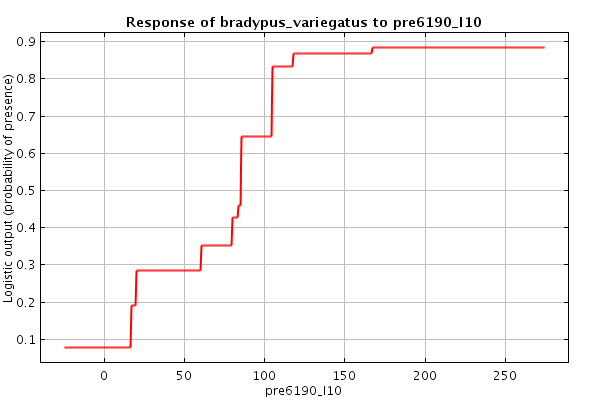 Response of bradypus_variegatus to pre6190_l10
Logistic output (probability of presence)
0.9
0.8
0.7
0.6
0.5
0.4
0.3
0.2
0.1
0 50 100 150 200 250
pre6190_l10